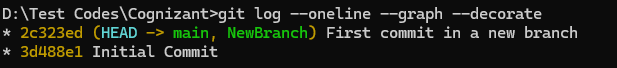 D:\Test Codes\Cognizant>git log --oneline --graph --decorate
* 2c323ed (HEAD -> main, NewBranch) First commit in a new branch
* 3d488e1 Initial Commit